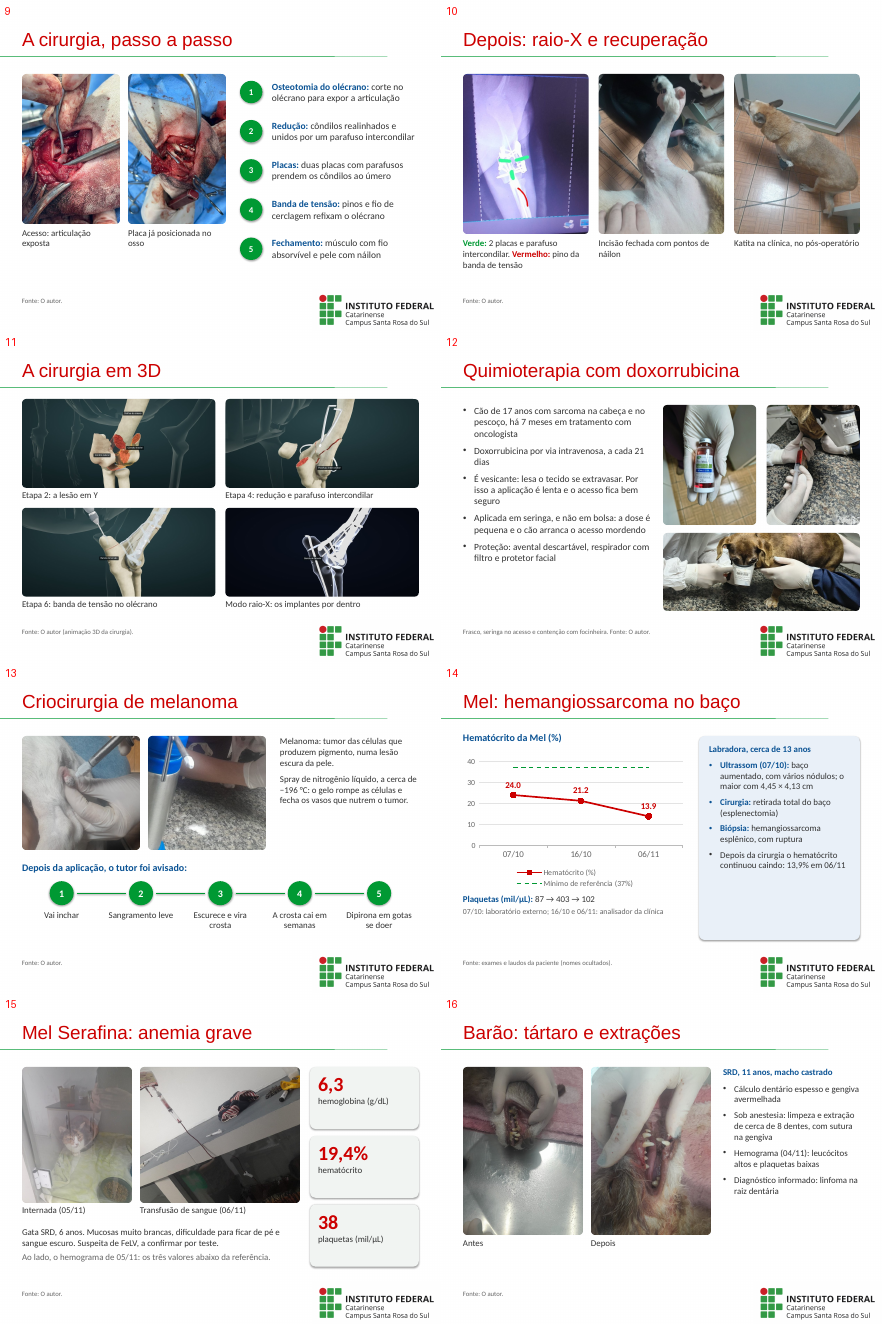 9
A cirurgia, passo a passo
1
Osteotomia do olécrano: corte no
olécrano para expor a articulação
2
Redução: côndilos realinhados e
unidos por um parafuso intercondilar
3
Placas: duas placas com parafusos
prendem os côndilos ao úmero
4
Banda de tensão: pinos e fio de
cerclagem refixam o olécrano
5
Fechamento: músculo com fio
absorvível e pele com náilon
Acesso: articulação
exposta
Placa já posicionada no
osso
Fonte: O autor.
INSTITUTO FEDERAL
Catarinense
Campus Santa Rosa do Sul
10
Depois: raio-X e recuperação
Verde: 2 placas e parafuso
intercondilar. Vermelho: pino da
banda de tensão
Incisão fechada com pontos de
náilon
Katita na clínica, no pós-operatório
Fonte: O autor.
INSTITUTO FEDERAL
Catarinense
Campus Santa Rosa do Sul
11
A cirurgia em 3D
Etapa 2: a lesão em Y
Etapa 4: redução e parafuso intercondilar
Etapa 6: banda de tensão no olécrano
Modo raio-X: os implantes por dentro
Fonte: O autor (animação 3D da cirurgia).
INSTITUTO FEDERAL
Catarinense
Campus Santa Rosa do Sul
12
Quimioterapia com doxorrubicina
• Cão de 17 anos com sarcoma na cabeça e no
pescoço, há 7 meses em tratamento com
oncologista
• Doxorrubicina por via intravenosa, a cada 21
dias
• É vesicante: lesa o tecido se extravasar. Por
isso a aplicação é lenta e o acesso fica bem
seguro
• Aplicada em seringa, e não em bolsa: a dose é
pequena e o cão arranca o acesso mordendo
• Proteção: avental descartável, respirador com
filtro e protetor facial
Frasco, seringa no acesso e contenção com focinheira. Fonte: O autor.
INSTITUTO FEDERAL
Catarinense
Campus Santa Rosa do Sul
13
Criocirurgia de melanoma
Melanoma: tumor das células que
produzem pigmento, numa lesão
escura da pele.
Spray de nitrogênio líquido, a cerca de
−196 °C: o gelo rompe as células e
fecha os vasos que nutrem o tumor.
Depois da aplicação, o tutor foi avisado:
1
2
3
4
5
Vai inchar
Sangramento leve
Escurece e vira
crosta
A crosta cai em
semanas
Dipirona em gotas
se doer
Fonte: O autor.
INSTITUTO FEDERAL
Catarinense
Campus Santa Rosa do Sul
14
Mel: hemangiossarcoma no baço
Hematócrito da Mel (%)
40
30
20
10
0
24.0
21.2
13.9
07/10
16/10
06/11
Hematócrito (%)
Mínimo de referência (37%)
Plaquetas (mil/µL): 87 → 403 → 102
07/10: laboratório externo; 16/10 e 06/11: analisador da clínica
Labradora, cerca de 13 anos
• Ultrassom (07/10): baço
aumentado, com vários nódulos; o
maior com 4,45 × 4,13 cm
• Cirurgia: retirada total do baço
(esplenectomia)
• Biópsia: hemangiossarcoma
esplênico, com ruptura
• Depois da cirurgia o hematócrito
continuou caindo: 13,9% em 06/11
Fonte: exames e laudos da paciente (nomes ocultados).
INSTITUTO FEDERAL
Catarinense
Campus Santa Rosa do Sul
15
Mel Serafina: anemia grave
6,3
hemoglobina (g/dL)
19,4%
hematócrito
38
plaquetas (mil/µL)
Internada (05/11)
Transfusão de sangue (06/11)
Gata SRD, 6 anos. Mucosas muito brancas, dificuldade para ficar de pé e
sangue escuro. Suspeita de FeLV, a confirmar por teste.
Ao lado, o hemograma de 05/11: os três valores abaixo da referência.
Fonte: O autor.
INSTITUTO FEDERAL
Catarinense
Campus Santa Rosa do Sul
16
Barão: tártaro e extrações
SRD, 11 anos, macho castrado
• Cálculo dentário espesso e gengiva
avermelhada
• Sob anestesia: limpeza e extração
de cerca de 8 dentes, com sutura
na gengiva
• Hemograma (04/11): leucócitos
altos e plaquetas baixas
• Diagnóstico informado: linfoma na
raiz dentária
Antes
Depois
Fonte: O autor.
INSTITUTO FEDERAL
Catarinense
Campus Santa Rosa do Sul